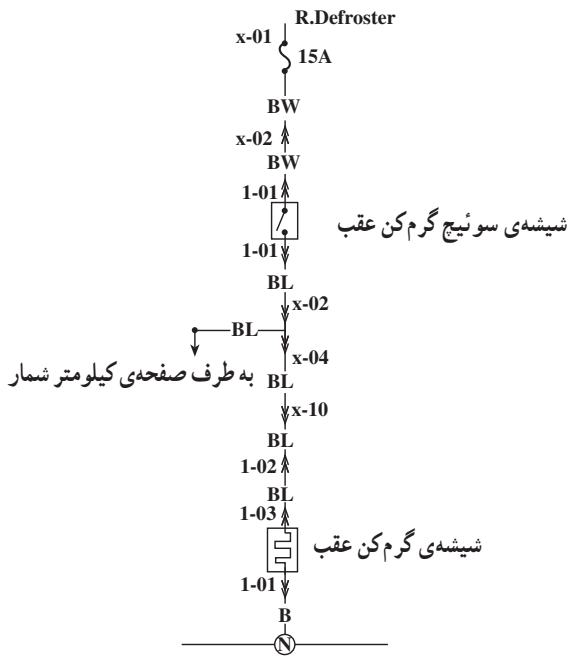 R.Defroster
x-01
15A
BW
x-02
BW
1-01
شیشه‌ی سوئیچ گرم‌کن عقب
1-01
BL
x-02
BL
x-04
به طرف صفحه‌ی کیلومتر شمار
BL
x-10
BL
1-02
BL
1-03
شیشه‌ی گرم‌کن عقب
1-01
B
N